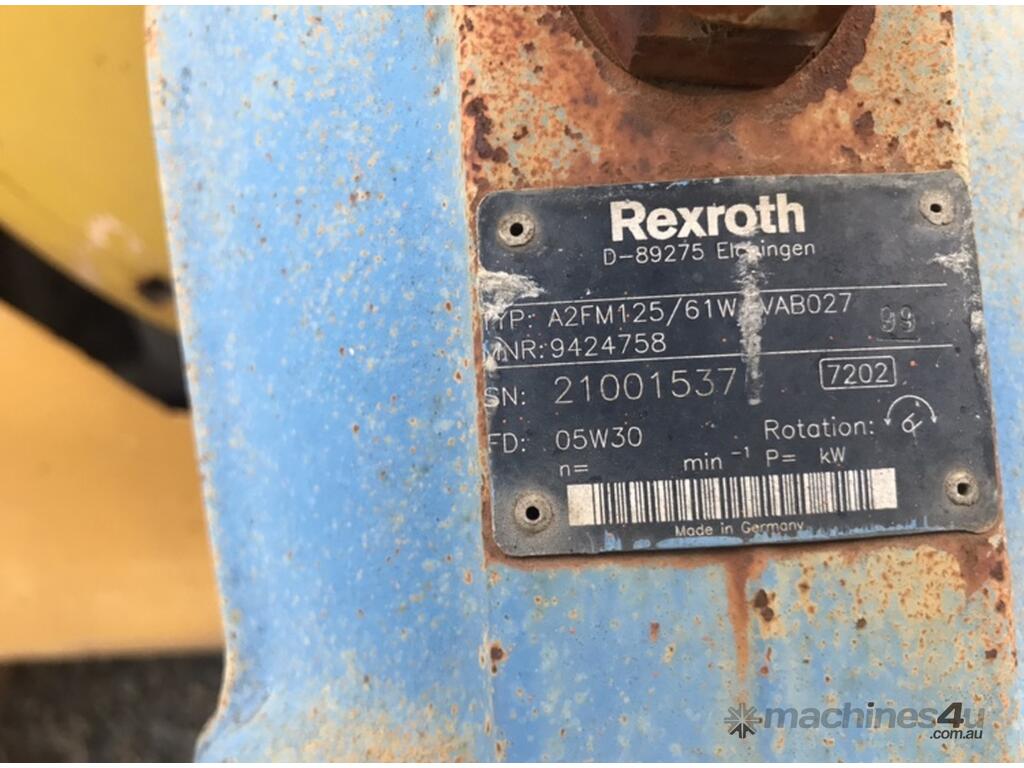 Rexroth
D-89275 Elchingen
TYP: A2FM125/61W-VAB027
99
MNR: 9424758
SN: 21001537 7202
FD: 05W30 Rotation:
n= min⁻¹ P= kW
Made in Germany
machines4u
.com.au